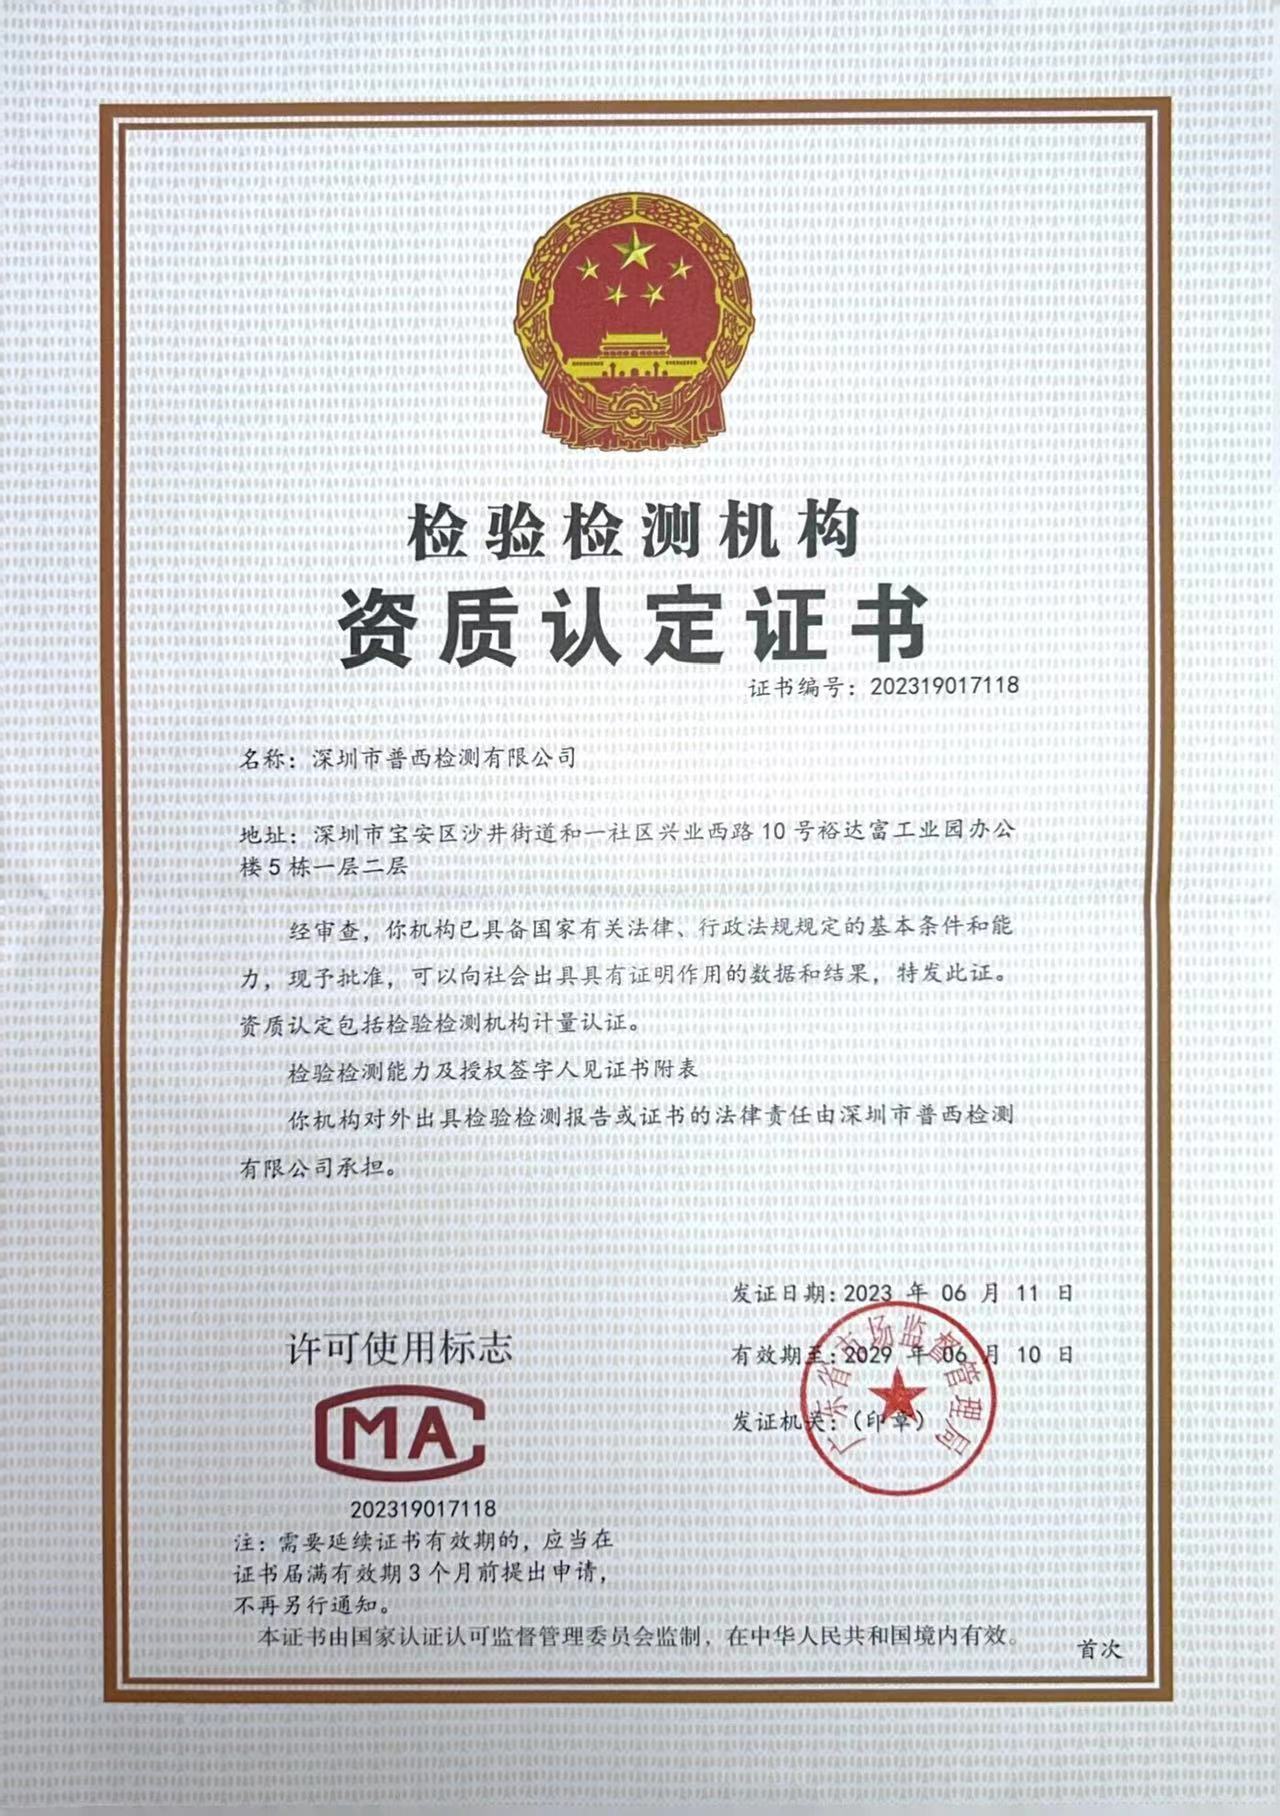 检验检测机构
资质认定证书
证书编号：202319017118
名称：深圳市普西检测有限公司
地址：深圳市宝安区沙井街道和一社区兴业西路10号裕达富工业园办公
楼5栋一层二层
经审查，你机构已具备国家有关法律、行政法规规定的基本条件和能
力，现予批准，可以向社会出具具有证明作用的数据和结果，特发此证。
资质认定包括检验检测机构计量认证。
检验检测能力及授权签字人见证书附表
你机构对外出具检验检测报告或证书的法律责任由深圳市普西检测
有限公司承担。
发证日期：2023 年 06 月 11 日
有效期至：2029 年 06 月 10 日
发证机关：（印章）
广东省市场监督管理局
许可使用标志
MA
202319017118
注：需要延续证书有效期的，应当在
证书届满有效期3个月前提出申请，
不再另行通知。
本证书由国家认证认可监督管理委员会监制，在中华人民共和国境内有效。
首次